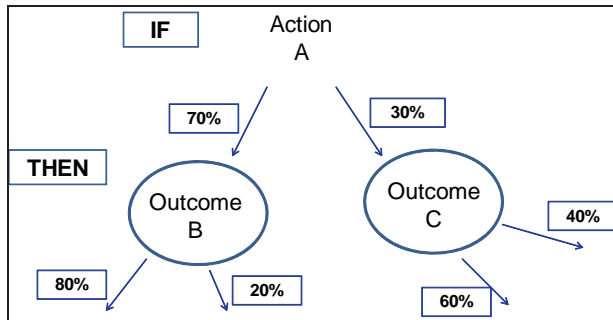 IF
Action
A
70%
30%
THEN
Outcome
B
Outcome
C
40%
80%
20%
60%